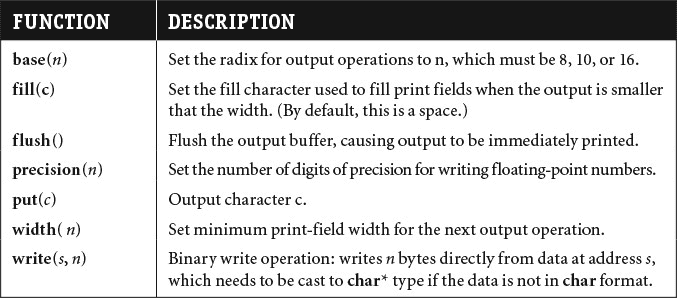 FUNCTION DESCRIPTION
base(n) Set the radix for output operations to n, which must be 8, 10, or 16.
fill(c) Set the fill character used to fill print fields when the output is smaller
that the width. (By default, this is a space.)
flush() Flush the output buffer, causing output to be immediately printed.
precision(n) Set the number of digits of precision for writing floating-point numbers.
put(c) Output character c.
width( n) Set minimum print-field width for the next output operation.
write(s, n) Binary write operation: writes n bytes directly from data at address s,
which needs to be cast to char* type if the data is not in char format.